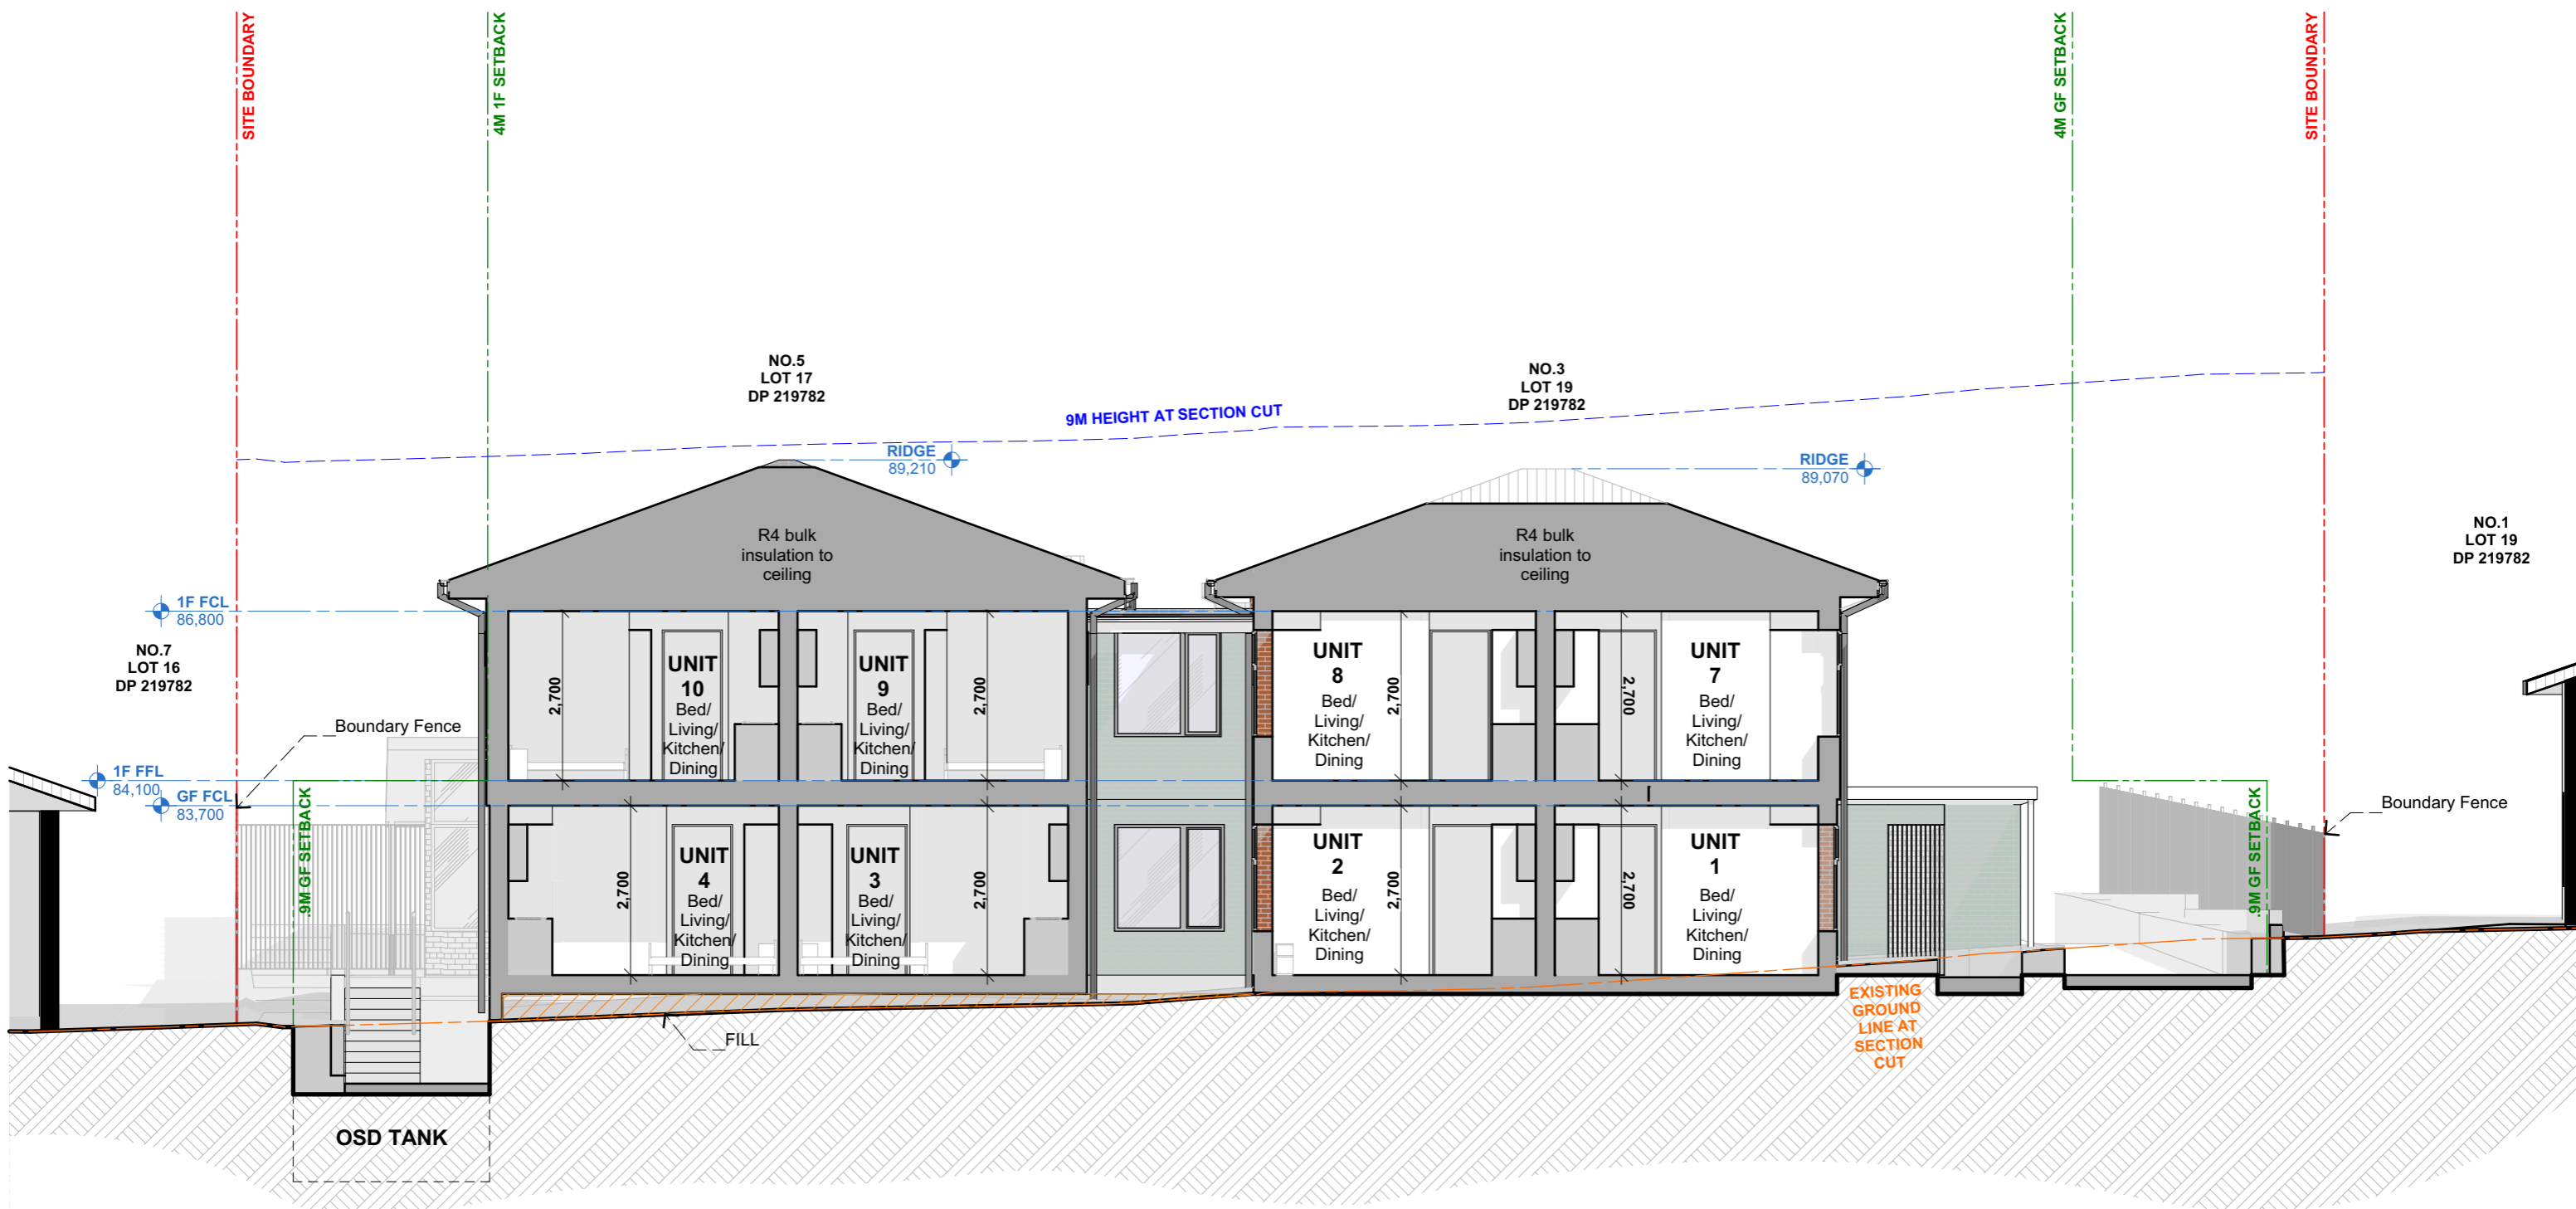 SITE BOUNDARY
4M 1F SETBACK
4M GF SETBACK
SITE BOUNDARY
NO.5
LOT 17
DP 219782
NO.3
LOT 19
DP 219782
9M HEIGHT AT SECTION CUT
RIDGE
89,210
RIDGE
89,070
NO.1
LOT 19
DP 219782
R4 bulk
insulation to
ceiling
R4 bulk
insulation to
ceiling
1F FCL
86,800
NO.7
LOT 16
DP 219782
Boundary Fence
1F FFL
84,100
GF FCL
83,700
2,700
UNIT
10
Bed/
Living/
Kitchen/
Dining
UNIT
9
Bed/
Living/
Kitchen/
Dining
2,700
UNIT
8
Bed/
Living/
Kitchen/
Dining
2,700
2,700
UNIT
7
Bed/
Living/
Kitchen/
Dining
Boundary Fence
.9M GF SETBACK
2,700
UNIT
4
Bed/
Living/
Kitchen/
Dining
UNIT
3
Bed/
Living/
Kitchen/
Dining
2,700
UNIT
2
Bed/
Living/
Kitchen/
Dining
2,700
2,700
UNIT
1
Bed/
Living/
Kitchen/
Dining
.9M GF SETBACK
EXISTING
GROUND
LINE AT
SECTION
CUT
FILL
OSD TANK